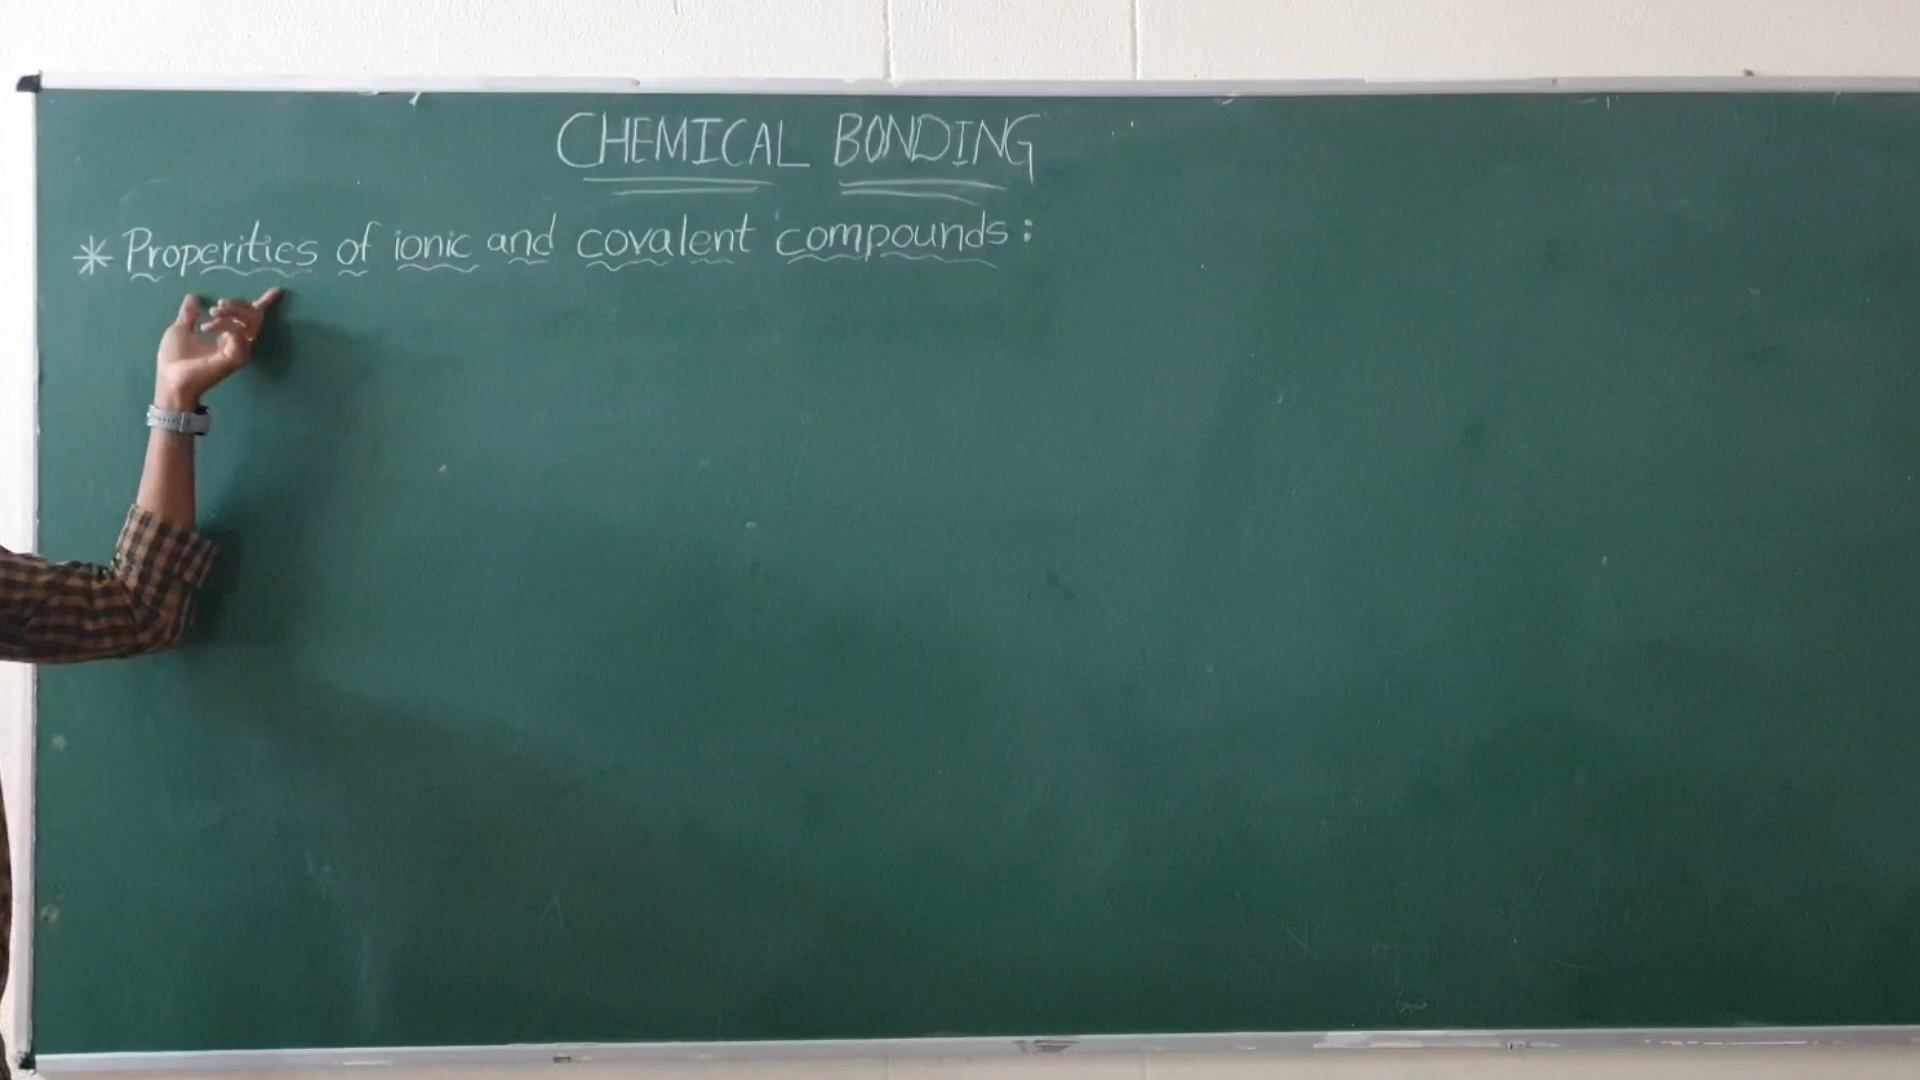 CHEMICAL BONDING
* Properities of ionic and covalent compounds: